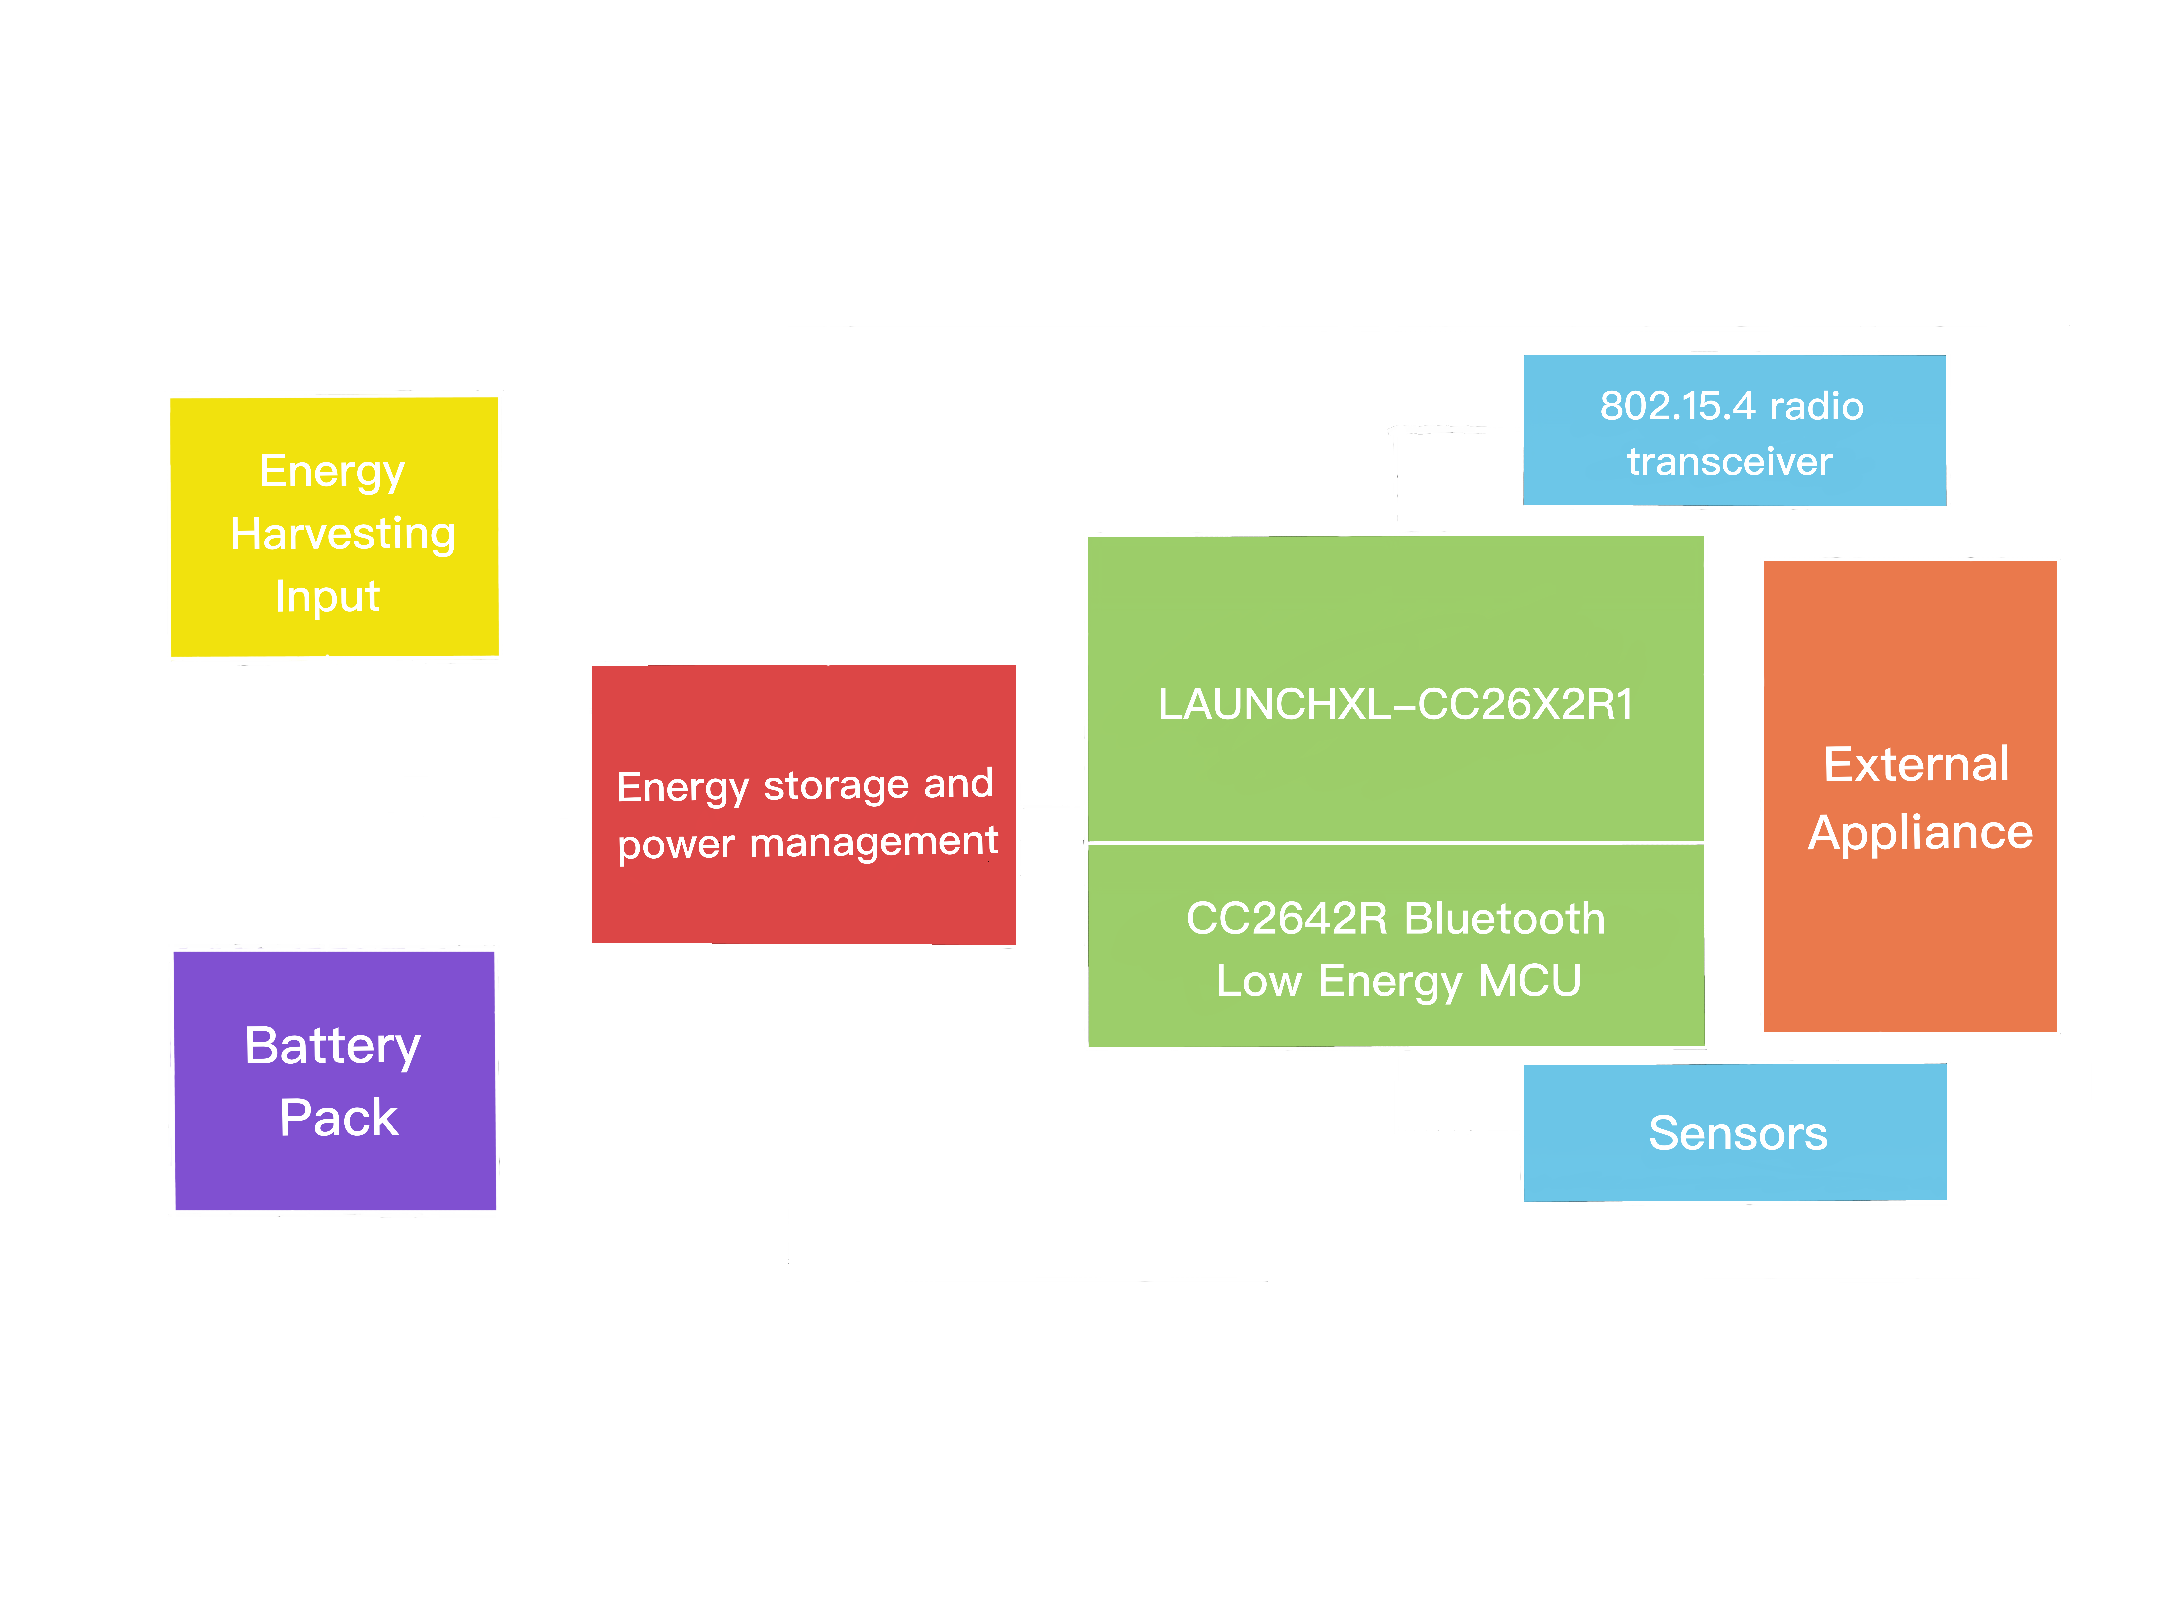 Energy
Harvesting
Input
Battery
Pack
Energy storage and
power management
LAUNCHXL-CC26X2R1
CC2642R Bluetooth
Low Energy MCU
802.15.4 radio
transceiver
External
Appliance
Sensors